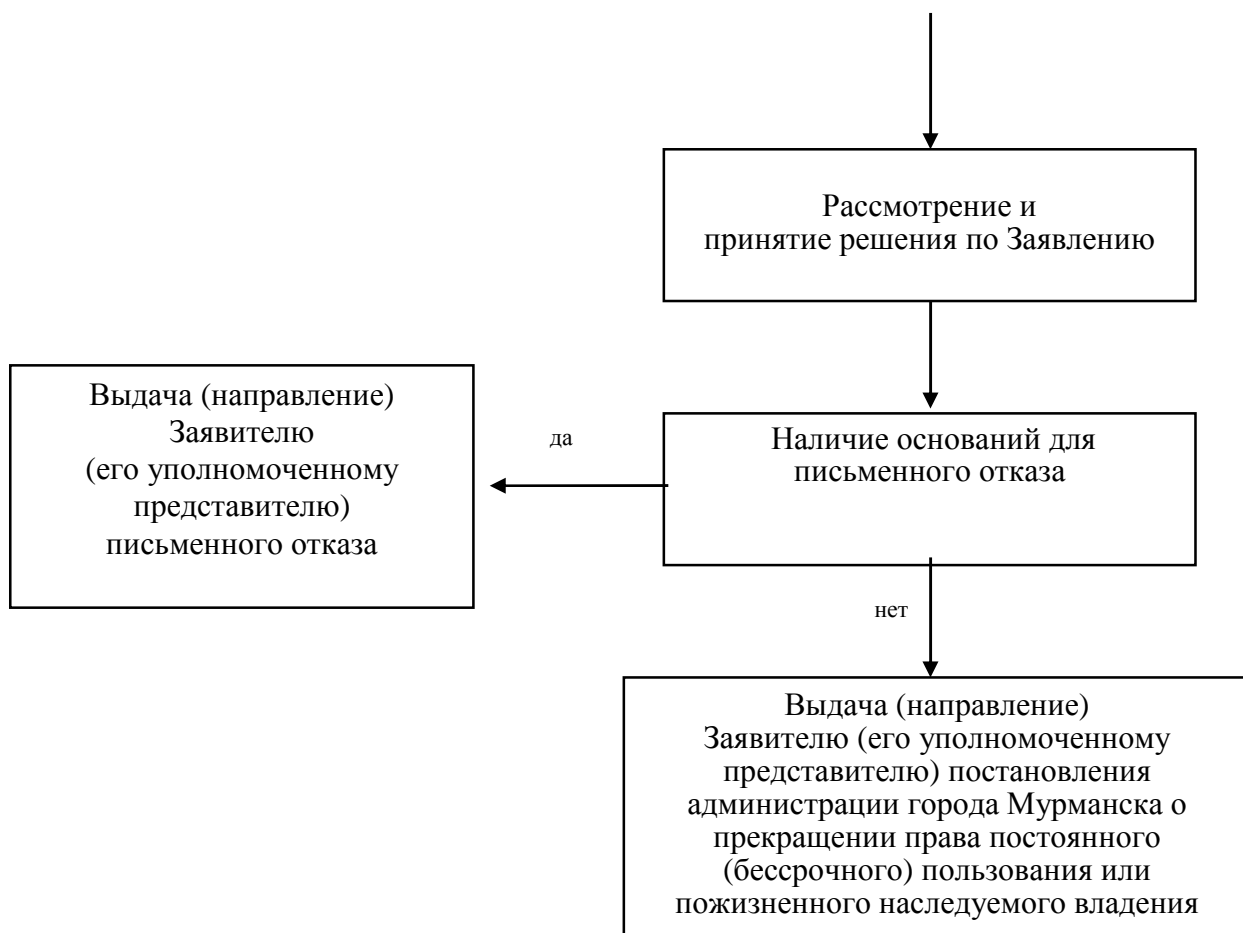 Рассмотрение и
принятие решения по Заявлению
Выдача (направление)
Заявителю
(его уполномоченному
представителю)
письменного отказа
да
Наличие оснований для
письменного отказа
нет
Выдача (направление)
Заявителю (его уполномоченному
представителю) постановления
администрации города Мурманска о
прекращении права постоянного
(бессрочного) пользования или
пожизненного наследуемого владения